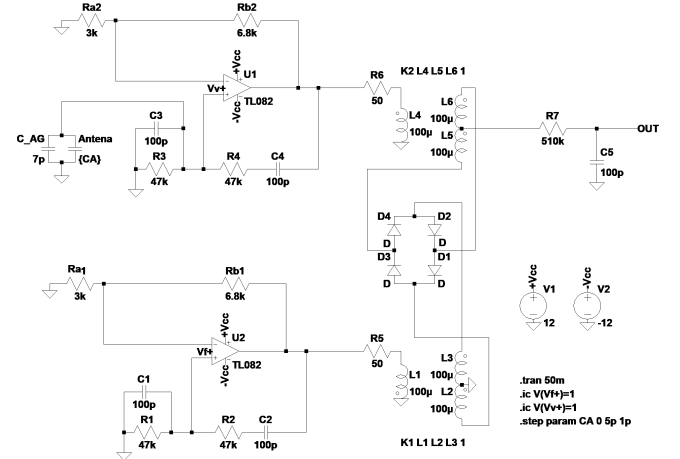 Ra2
3k
Rb2
6.8k
+Vcc
U1
Vv+
-Vcc
TL082
R6
50
K2 L4 L5 L6 1
L4
100µ
L6
100µ
L5
100µ
R7
510k
OUT
C5
100p
C_AG
7p
Antena
{CA}
C3
100p
R3
47k
R4
47k
C4
100p
D4
D
D2
D
D3
D
D1
D
Ra1
3k
Rb1
6.8k
+Vcc
U2
Vf+
-Vcc
TL082
R5
50
L1
100µ
L3
100µ
L2
100µ
K1 L1 L2 L3 1
C1
100p
R1
47k
R2
47k
C2
100p
+Vcc
V1
12
-Vcc
V2
-12
.tran 50m
.ic V(Vf+)=1
.ic V(Vv+)=1
.step param CA 0 5p 1p